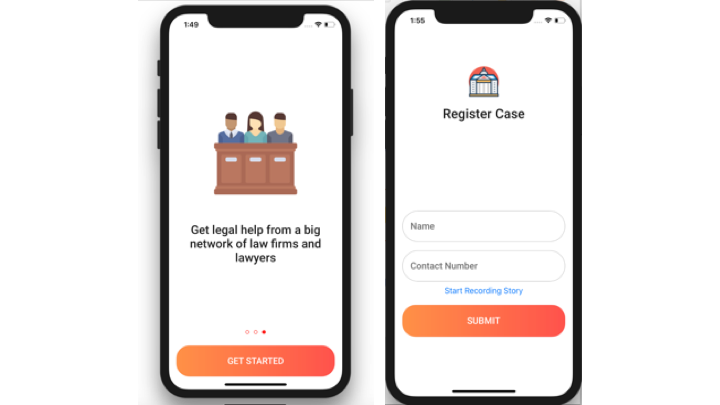 1:49
Get legal help from a big
network of law firms and
lawyers
GET STARTED
1:55
Register Case
Name
Contact Number
Start Recording Story
SUBMIT